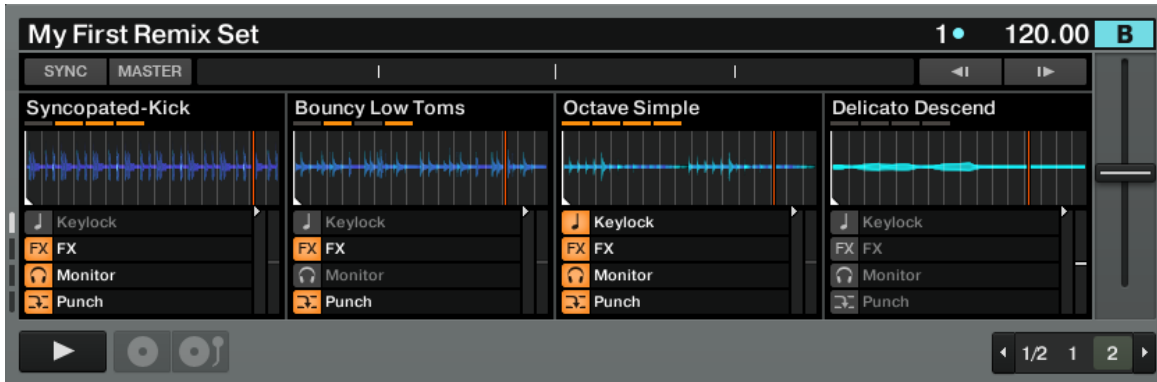 My First Remix Set 1 120.00 B
SYNC MASTER
Syncopated-Kick Bouncy Low Toms Octave Simple Delicato Descend
Keylock Keylock Keylock Keylock
FX FX FX FX FX FX FX FX
Monitor Monitor Monitor Monitor
Punch Punch Punch Punch
1/2 1 2